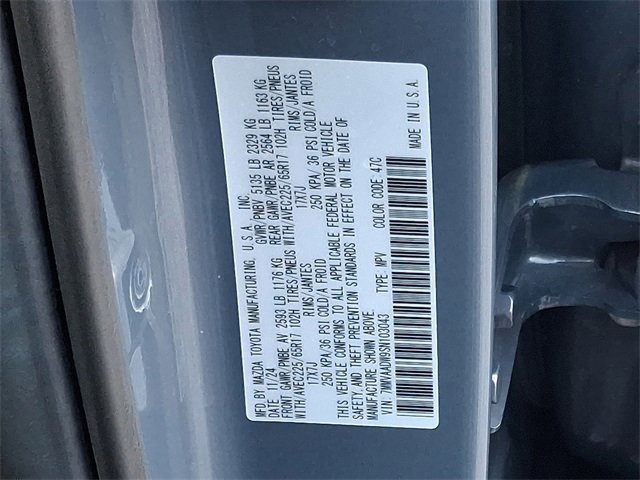 MFD. BY MAZDA TOYOTA MANUFACTURING, U.S.A., INC.
DATE: 11/24 GVWR/PNBV 5135 LB 2329 KG
FRONT GAWR/PNBE AV 2593 LB 1176 KG REAR GAWR/PNBE AR 2564 LB 1163 KG
WITH/AVEC225/65R17 102H TIRES/PNEUS WITH/AVEC225/65R17 102H TIRES/PNEUS
17X7J RIMS/JANTES 17X7J RIMS/JANTES
250 KPA/36 PSI COLD/A FROID 250 KPA/ 36 PSI COLD/A FROID
THIS VEHICLE CONFORMS TO ALL APPLICABLE FEDERAL MOTOR VEHICLE
SAFETY, AND THEFT PREVENTION STANDARDS IN EFFECT ON THE DATE OF
MANUFACTURE SHOWN ABOVE.
VIN: TYPE: MPV COLOR CODE: 47C
MADE IN U.S.A.